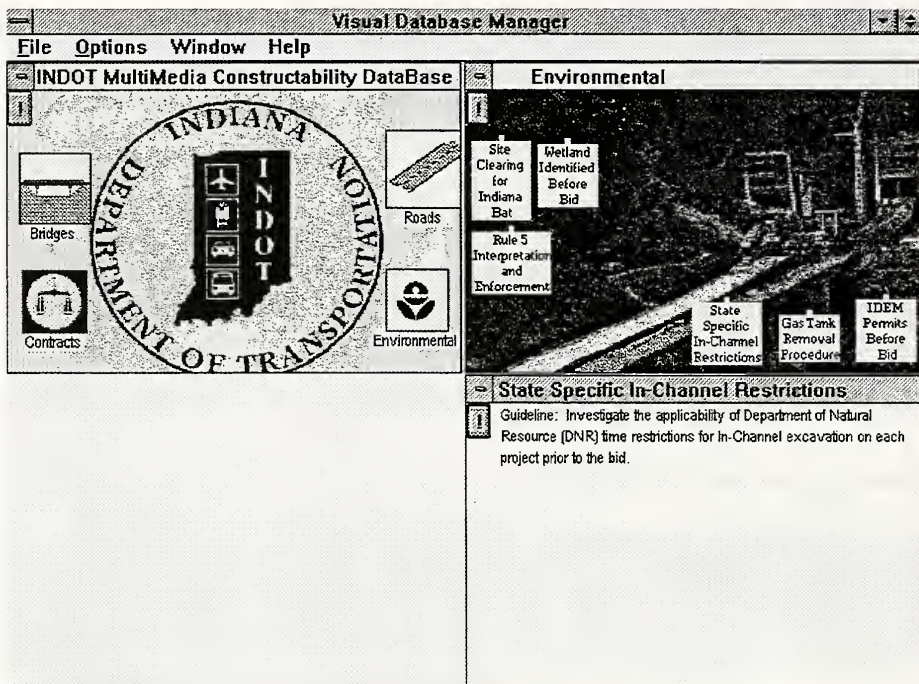 Visual Database Manager
File Options Window Help
INDOT MultiMedia Constructability DataBase
INDIANA DEPARTMENT OF TRANSPORTATION
INDOT
Bridges
Roads
Contracts
Environmental
Environmental
Site
Clearing
for
Indiana
Bat
Wetland
Identified
Before
Bid
Rule 5
Interpretation
and
Enforcement
State
Specific
In-Channel
Restrictions
Gas Tank
Removal
Procedure
IDEM
Permits
Before
Bid
State Specific In-Channel Restrictions
Guideline: Investigate the applicability of Department of Natural
Resource (DNR) time restrictions for In-Channel excavation on each
project prior to the bid.